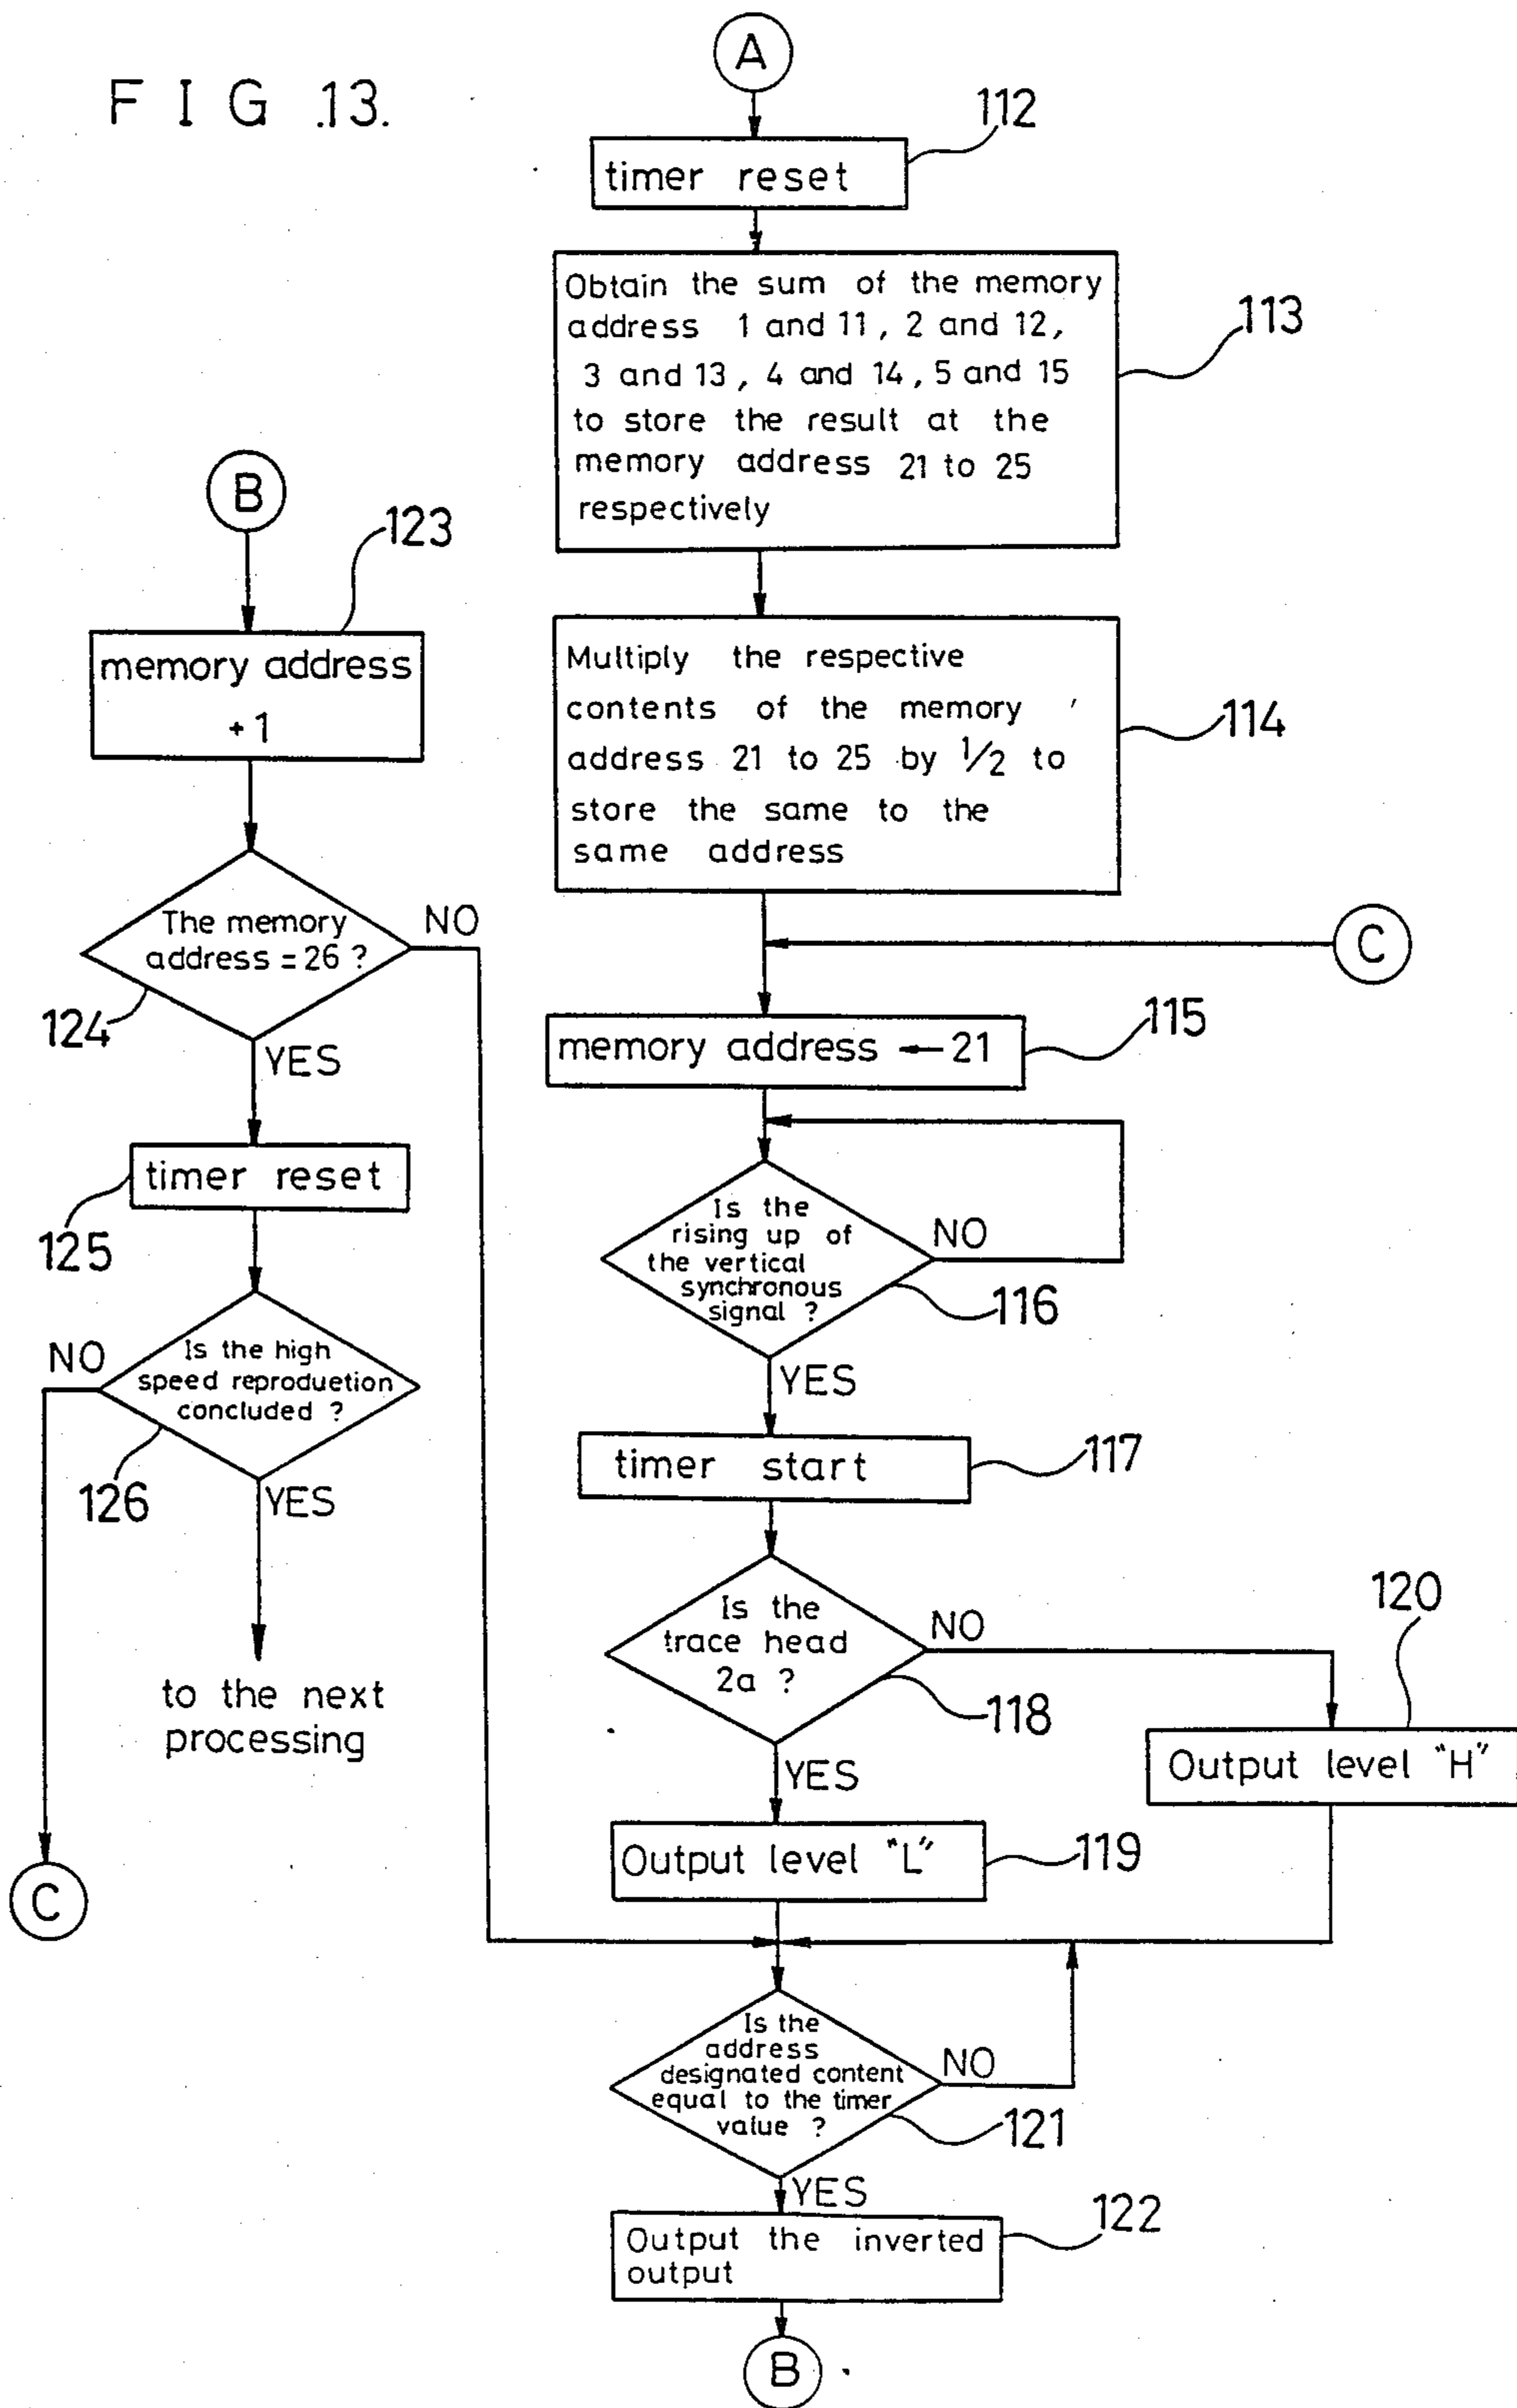 F I G .13.
A
112
timer reset
Obtain the sum of the memory
address 1 and 11, 2 and 12,
3 and 13, 4 and 14, 5 and 15
to store the result at the
memory address 21 to 25
respectively
113
Multiply the respective
contents of the memory
address 21 to 25 by 1/2 to
store the same to the
same address
114
C
memory address ← 21
115
Is the
rising up of
the vertical
synchronous
signal ?
NO
116
YES
timer start
117
Is the
trace head
2a ?
NO
118
YES
120
Output level "H"
Output level "L"
119
Is the
address
designated content
equal to the timer
value ?
NO
121
YES
Output the inverted
output
122
B
B
123
memory address
+1
The memory
address = 26 ?
NO
124
YES
timer reset
125
Is the high
speed reproduetion
concluded ?
NO
126
YES
to the next
processing
C